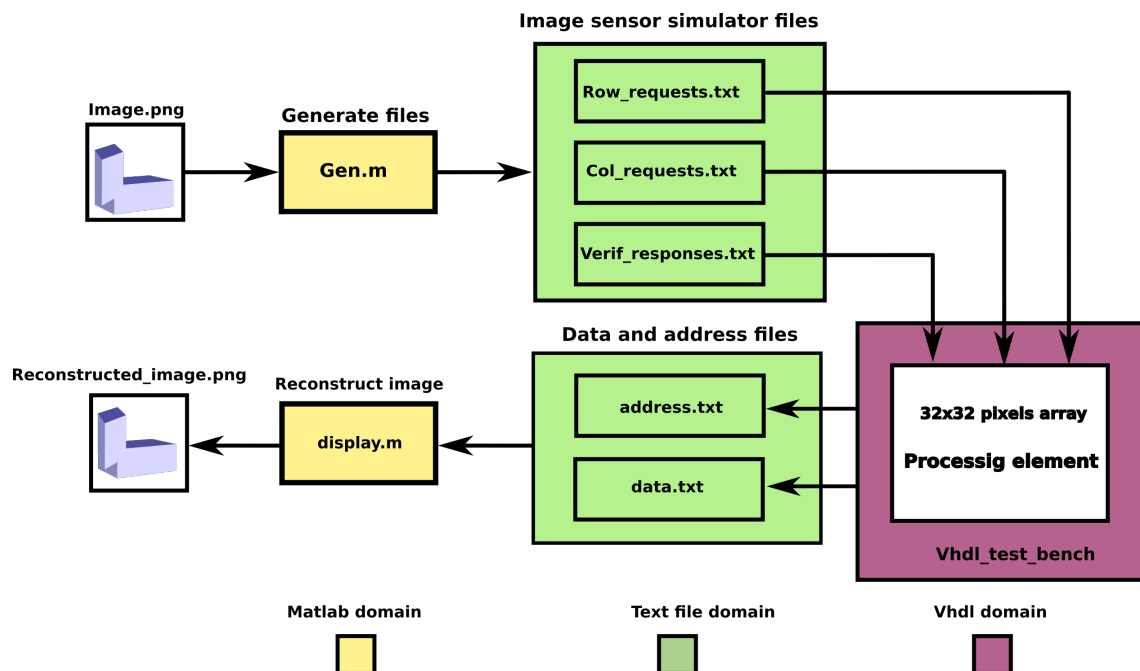 Image sensor simulator files
Image.png
Generate files
Gen.m
Row_requests.txt
Col_requests.txt
Verif_responses.txt
Data and address files
Reconstructed_image.png
Reconstruct image
display.m
address.txt
data.txt
32x32 pixels array
Processig element
Vhdl_test_bench
Matlab domain
Text file domain
Vhdl domain